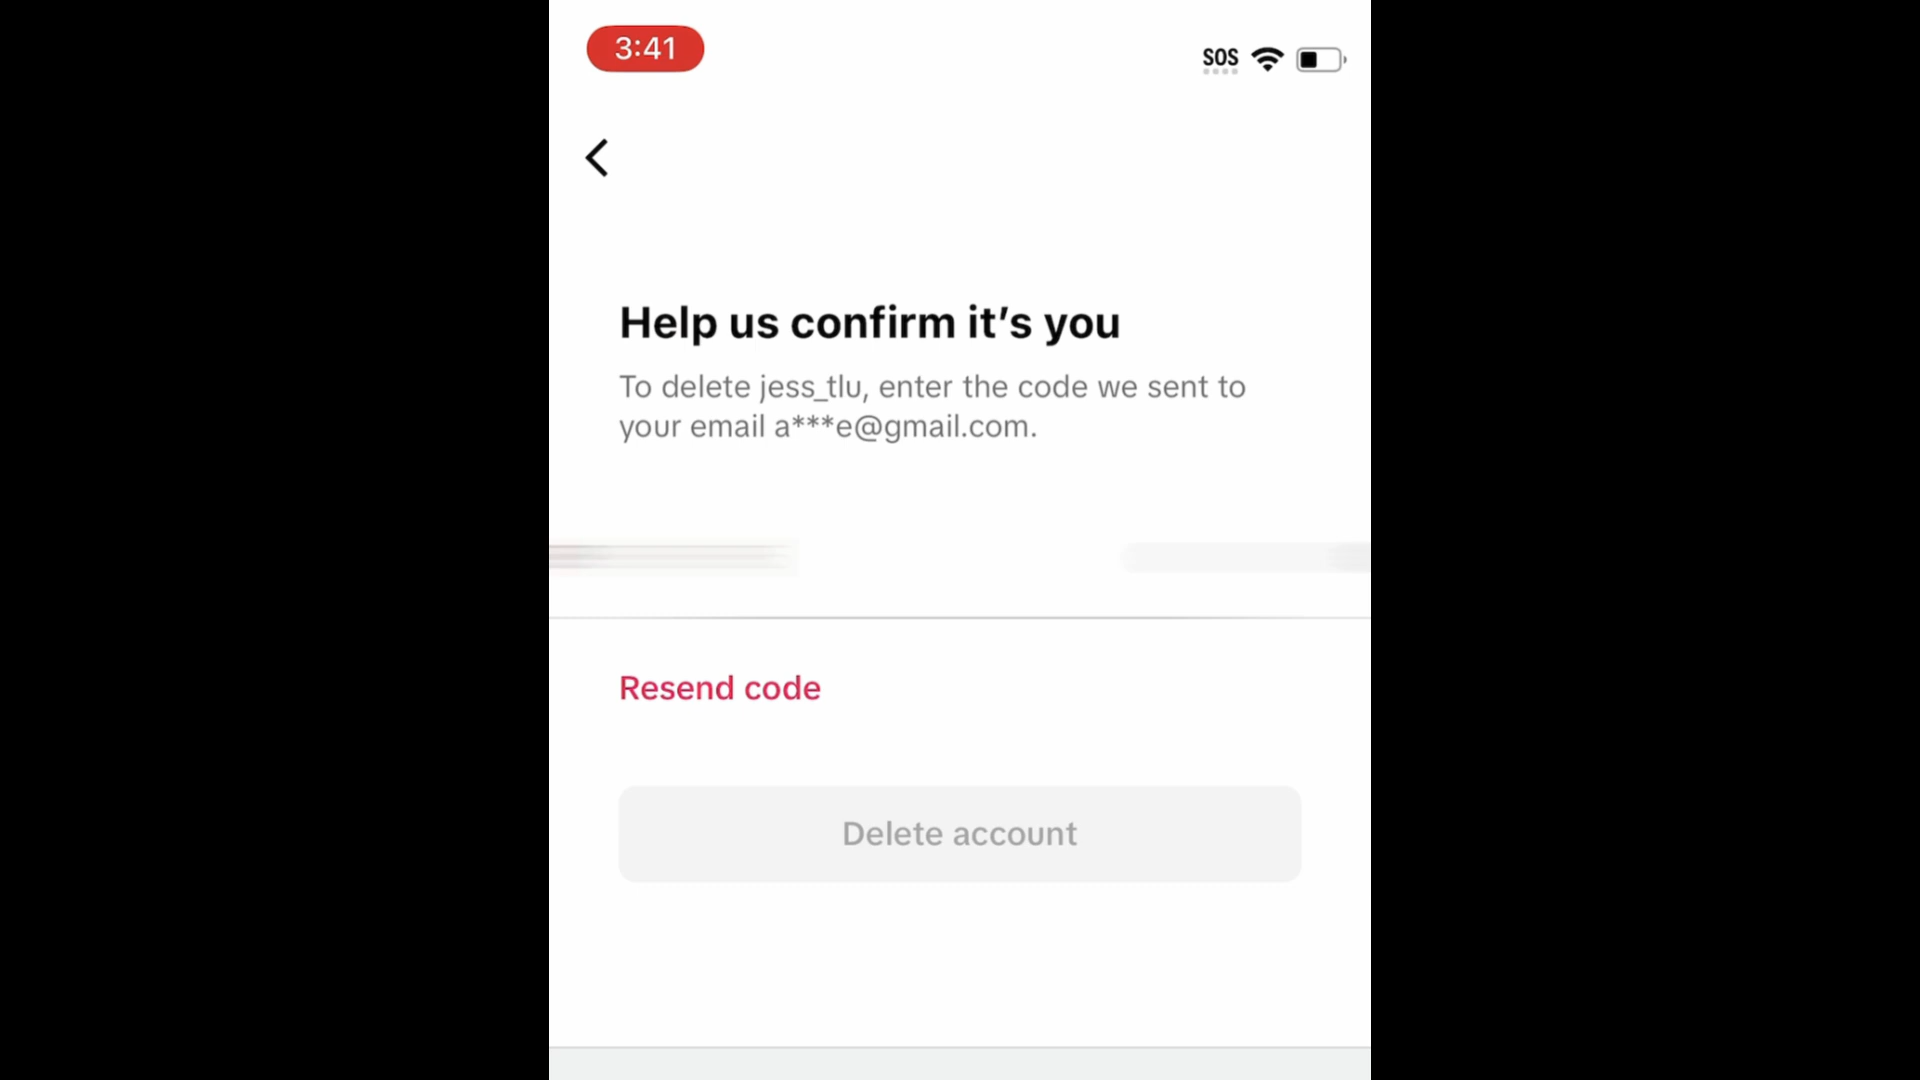 3:41
SOS
Help us confirm it’s you
To delete jess_tlu, enter the code we sent to
your email a***e@gmail.com.
Resend code
Delete account